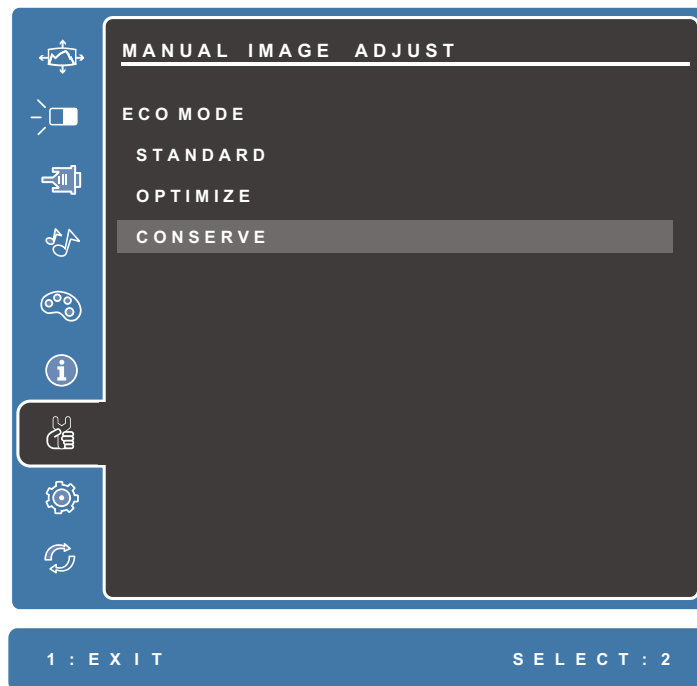 MANUAL IMAGE ADJUST
ECO MODE
STANDARD
OPTIMIZE
CONSERVE
1:EXIT SELECT:2